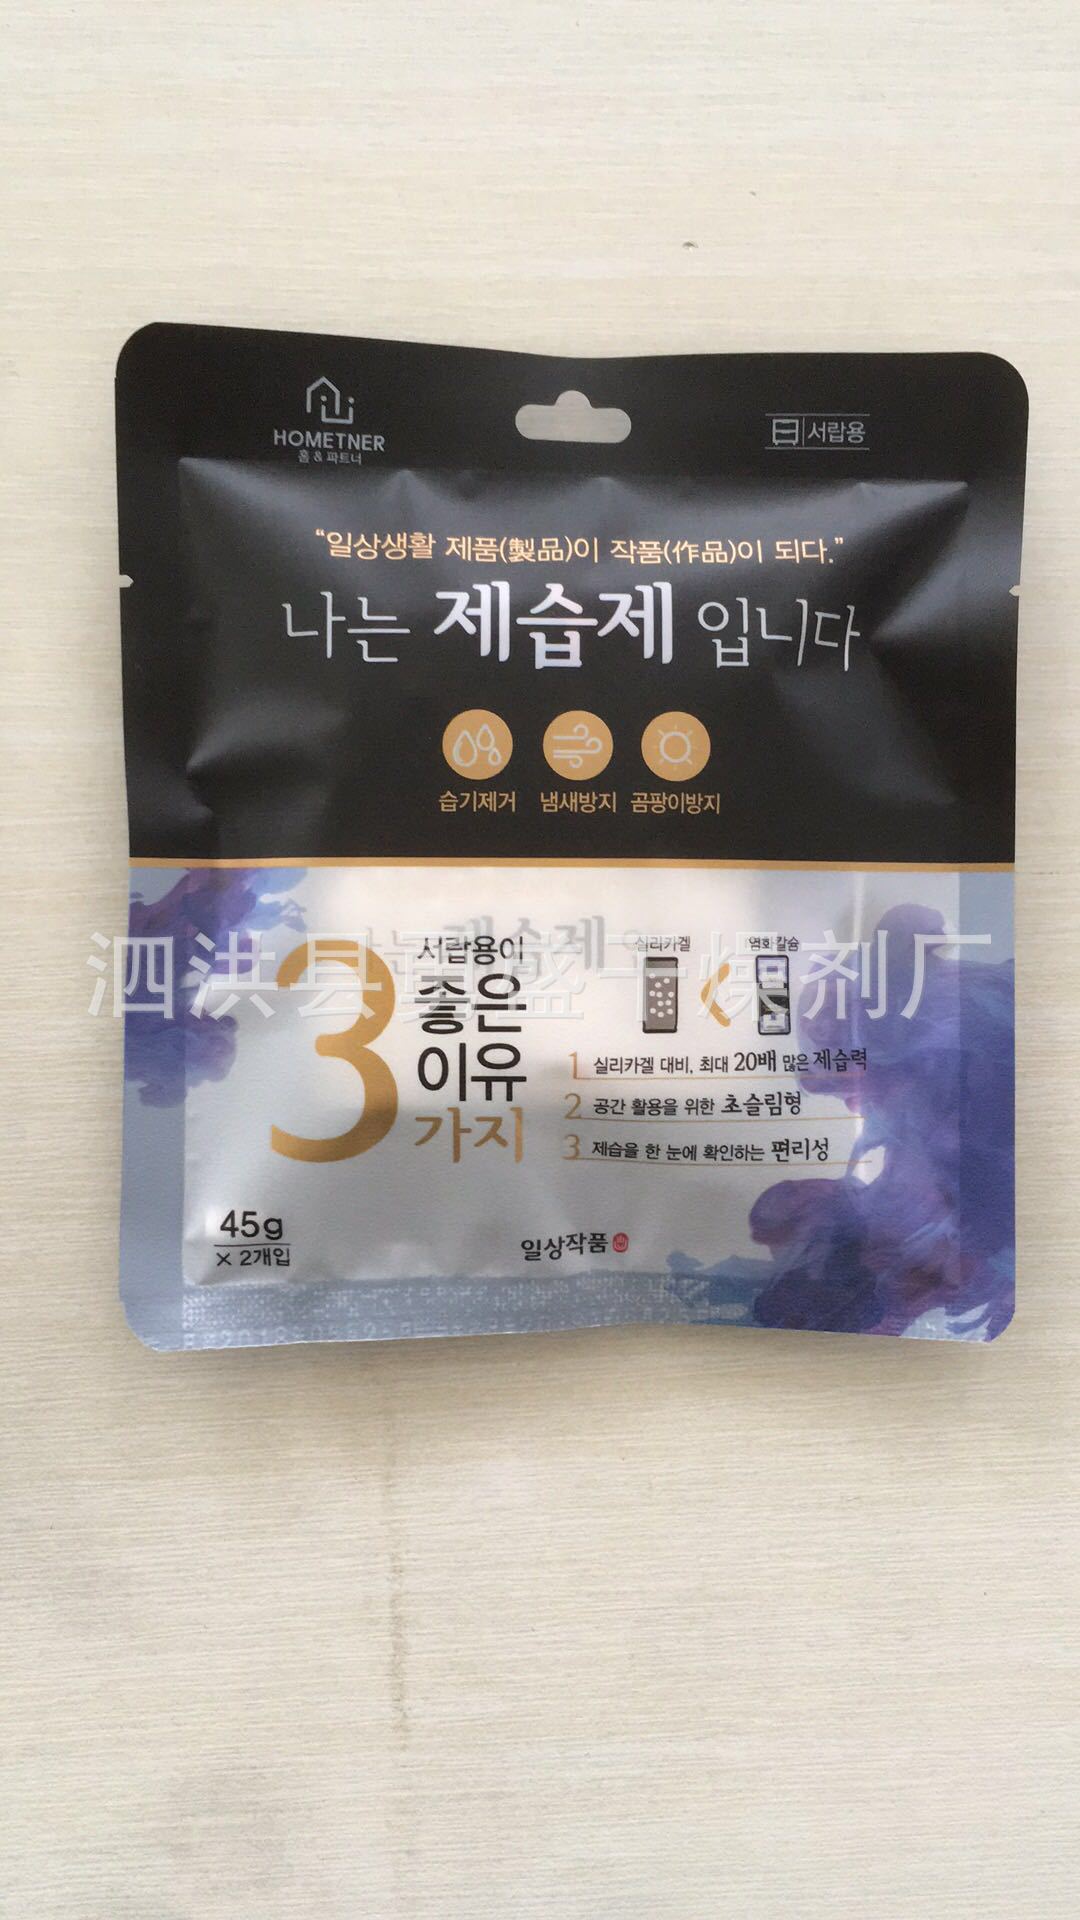 HOMETNER
홈 & 파트너
서랍용
“일상생활 제품(製品)이 작품(作品)이 되다.”
나는 제습제 입니다
습기제거 냄새방지 곰팡이방지
3
서랍용이
좋은
이유
가지
실리카겔 염화칼슘
1 실리카겔 대비, 최대 20배 많은 제습력
2 공간 활용을 위한 초슬림형
3 제습을 한 눈에 확인하는 편리성
45g
× 2개입
일상작품
泗洪县勇盛干燥剂厂